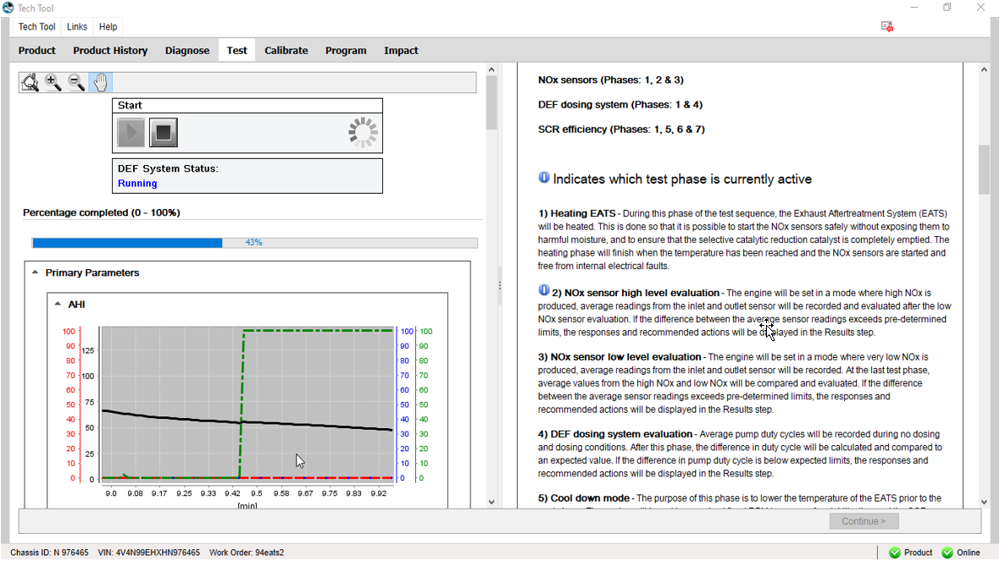 Tech Tool
Tech Tool Links Help
Product Product History Diagnose Test Calibrate Program Impact
Start
DEF System Status:
Running
Percentage completed (0 - 100%)
43%
Primary Parameters
AHI
100
90
80
70
60
50
40
30
20
10
0
125
100
75
50
25
0
100
90
80
70
60
50
40
30
20
10
0
100
90
80
70
60
50
40
30
20
10
0
9.0 9.08 9.17 9.25 9.33 9.42 9.5 9.58 9.67 9.75 9.83 9.92
[min]
NOx sensors (Phases: 1, 2 & 3)
DEF dosing system (Phases: 1 & 4)
SCR efficiency (Phases: 1, 5, 6 & 7)
Indicates which test phase is currently active
1) Heating EATS - During this phase of the test sequence, the Exhaust Aftertreatment System (EATS)
will be heated. This is done so that it is possible to start the NOx sensors safely without exposing them to
harmful moisture, and to ensure that the selective catalytic reduction catalyst is completely emptied. The
heating phase will finish when the temperature has been reached and the NOx sensors are started and
free from internal electrical faults.
2) NOx sensor high level evaluation - The engine will be set in a mode where high NOx is
produced, average readings from the inlet and outlet sensor will be recorded and evaluated after the low
NOx sensor evaluation. If the difference between the average sensor readings exceeds pre-determined
limits, the responses and recommended actions will be displayed in the Results step.
3) NOx sensor low level evaluation - The engine will be set in a mode where very low NOx is
produced, average readings from the inlet and outlet sensor will be recorded. At the last test phase,
average values from the high NOx and low NOx will be compared and evaluated. If the difference
between the average sensor readings exceeds pre-determined limits, the responses and
recommended actions will be displayed in the Results step.
4) DEF dosing system evaluation - Average pump duty cycles will be recorded during no dosing
and dosing conditions. After this phase, the difference in duty cycle will be calculated and compared to
an expected value. If the difference in pump duty cycle is below expected limits, the responses and
recommended actions will be displayed in the Results step.
5) Cool down mode - The purpose of this phase is to lower the temperature of the EATS prior to the
Continue >
Chassis ID: N 976465 VIN: 4V4N99EHXHN976465 Work Order: 94eats2
Product Online